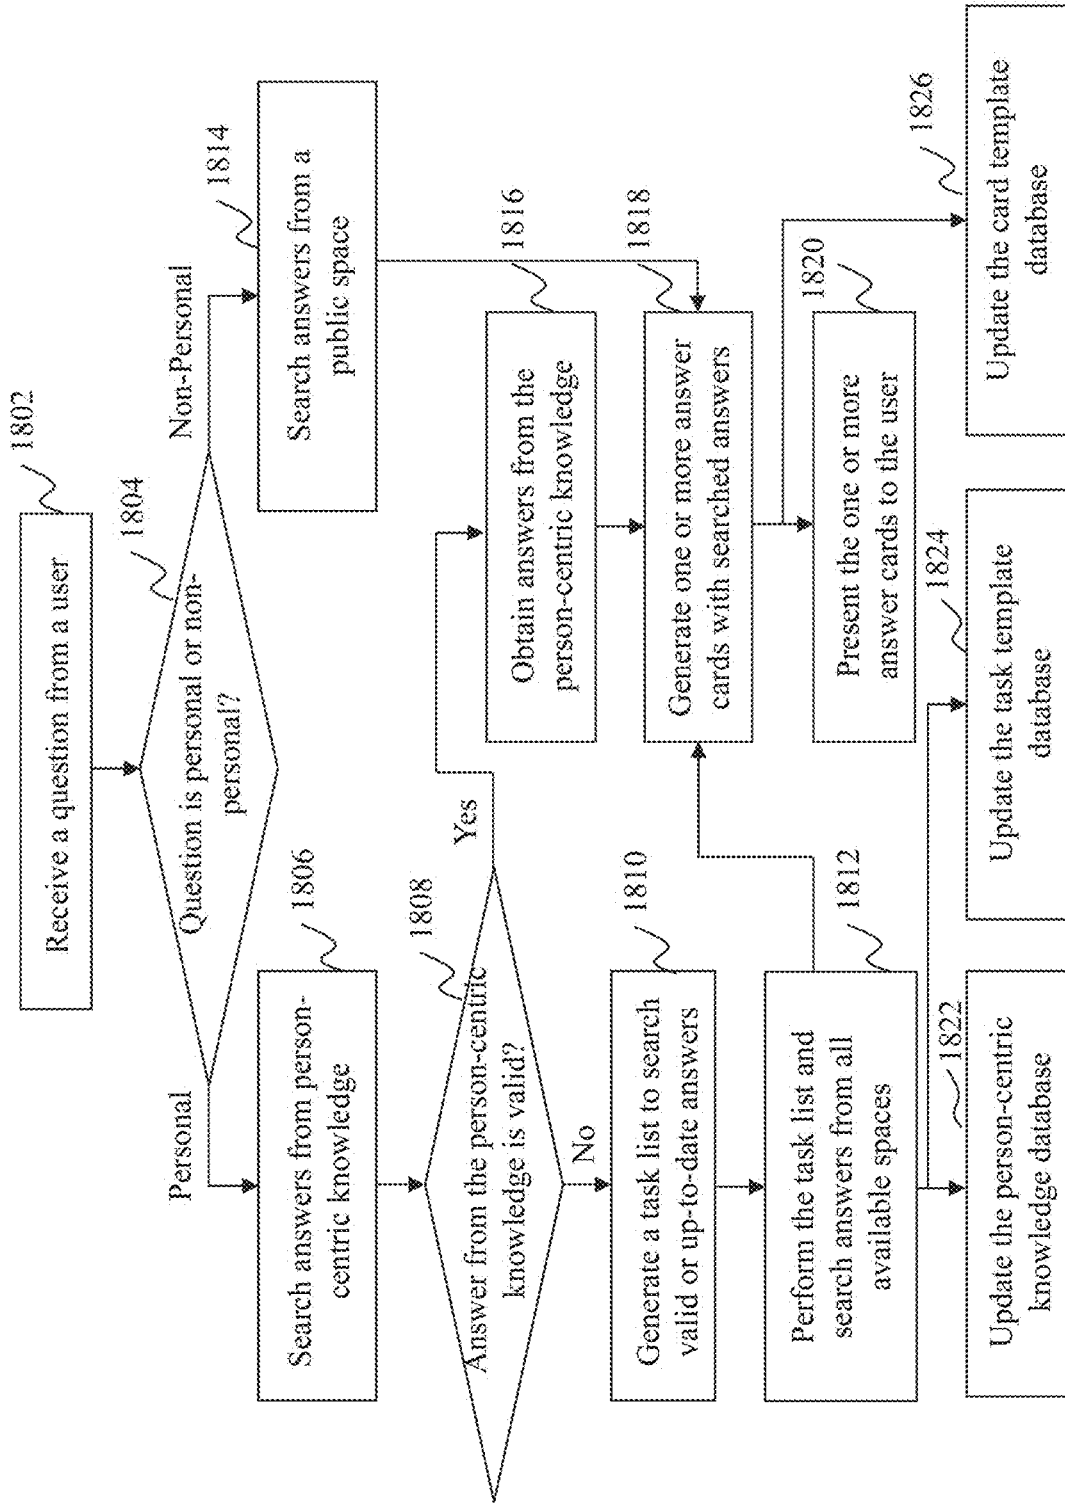 Receive a question from a user
1802
1804
Question is personal or non-
personal?
Personal
Non-Personal
Search answers from person-
centric knowledge
1806
Search answers from a
public space
1814
Answer from the person-centric
knowledge is valid?
1808
Yes
No
Obtain answers from the
person-centric knowledge
1816
Generate a task list to search
valid or up-to-date answers
1810
Generate one or more answer
cards with searched answers
1818
Perform the task list and
search answers from all
available spaces
1812
Present the one or more
answer cards to the user
1820
Update the person-centric
knowledge database
1822
Update the task template
database
1824
Update the card template
database
1826